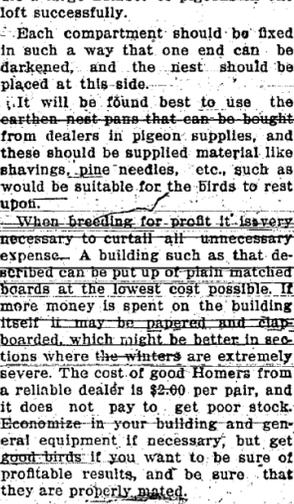 loft successfully.
Each compartment should be fixed
in such a way that one end can be
darkened, and the nest should be
placed at this side.
It will be found best to use the
earthen nest pans that can be bought
from dealers in pigeon supplies, and
these should be supplied material like
shavings, pine needles, etc., such as
would be suitable for the birds to rest
upon.
When breeding for profit it is very
necessary to curtail all unnecessary
expense. A building such as that de-
scribed can be put up of plain matched
boards at the lowest cost possible. If
more money is spent on the building
itself it may be papered and clap-
boarded, which might be better in sec-
tions where the winters are extremely
severe. The cost of good Homers from
a reliable dealer is $2.00 per pair, and
it does not pay to get poor stock.
Economize in your building and gen-
eral equipment if necessary, but get
good birds if you want to be sure of
profitable results, and be sure that
they are properly mated.